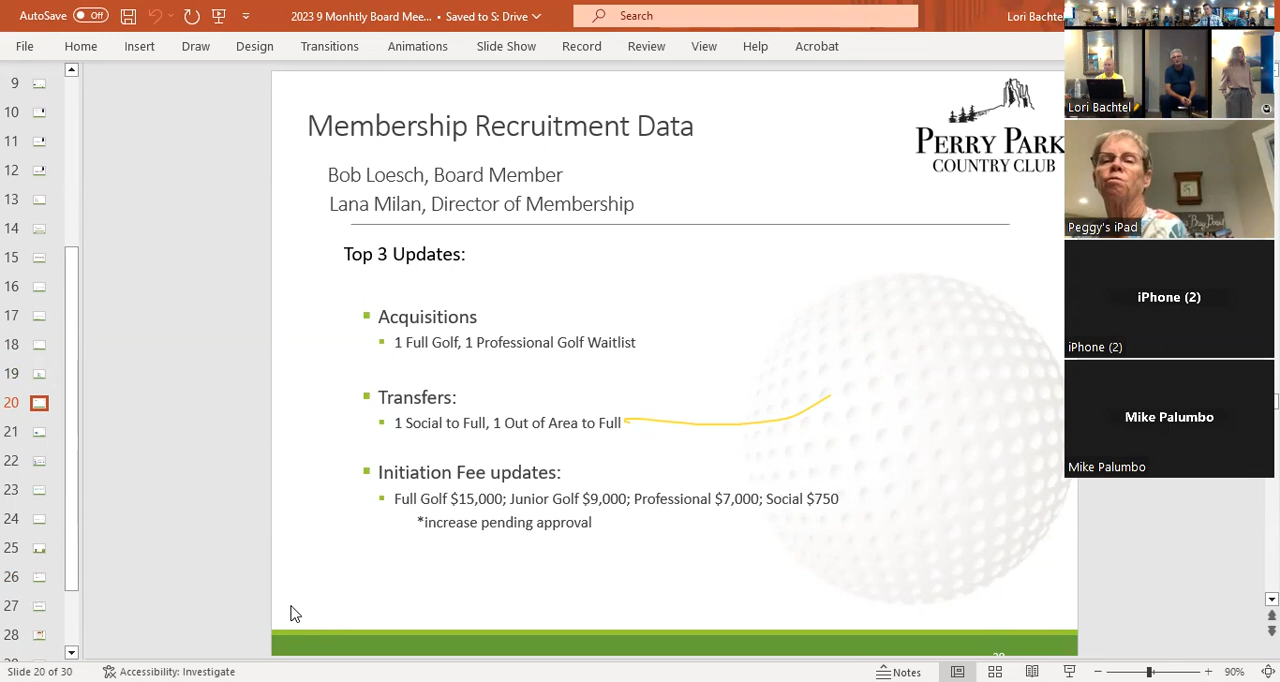 AutoSave Off 2023 9 Monhtly Board Mee... • Saved to S: Drive Search Lori Bachtel
File Home Insert Draw Design Transitions Animations Slide Show Record Review View Help Acrobat
9
10
11
12
13
14
15
16
17
18
19
20
21
22
23
24
25
26
27
28
Membership Recruitment Data
PERRY PARK
COUNTRY CLUB
Bob Loesch, Board Member
Lana Milan, Director of Membership
Top 3 Updates:
Acquisitions
1 Full Golf, 1 Professional Golf Waitlist
Transfers:
1 Social to Full, 1 Out of Area to Full
Initiation Fee updates:
Full Golf $15,000; Junior Golf $9,000; Professional $7,000; Social $750
*increase pending approval
Lori Bachtel
Peggy's iPad
iPhone (2)
iPhone (2)
Mike Palumbo
Mike Palumbo
Slide 20 of 30 Accessibility: Investigate Notes 90%